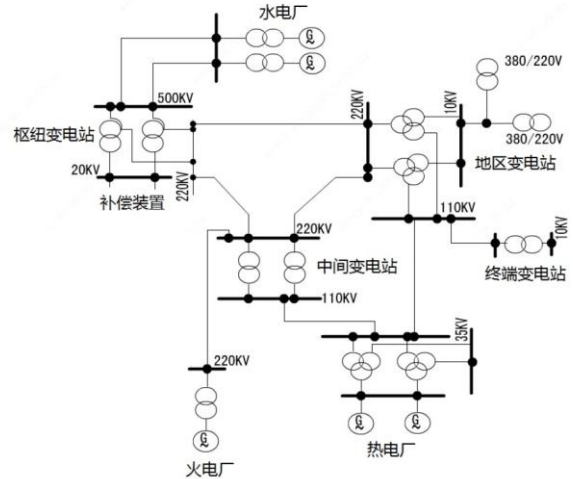 水电厂
G
G
380/220V
500KV
220KV
10KV
枢纽变电站
380/220V
地区变电站
20KV
220KV
补偿装置
110KV
10KV
220KV
中间变电站
终端变电站
110KV
35KV
220KV
G
G
G
热电厂
火电厂